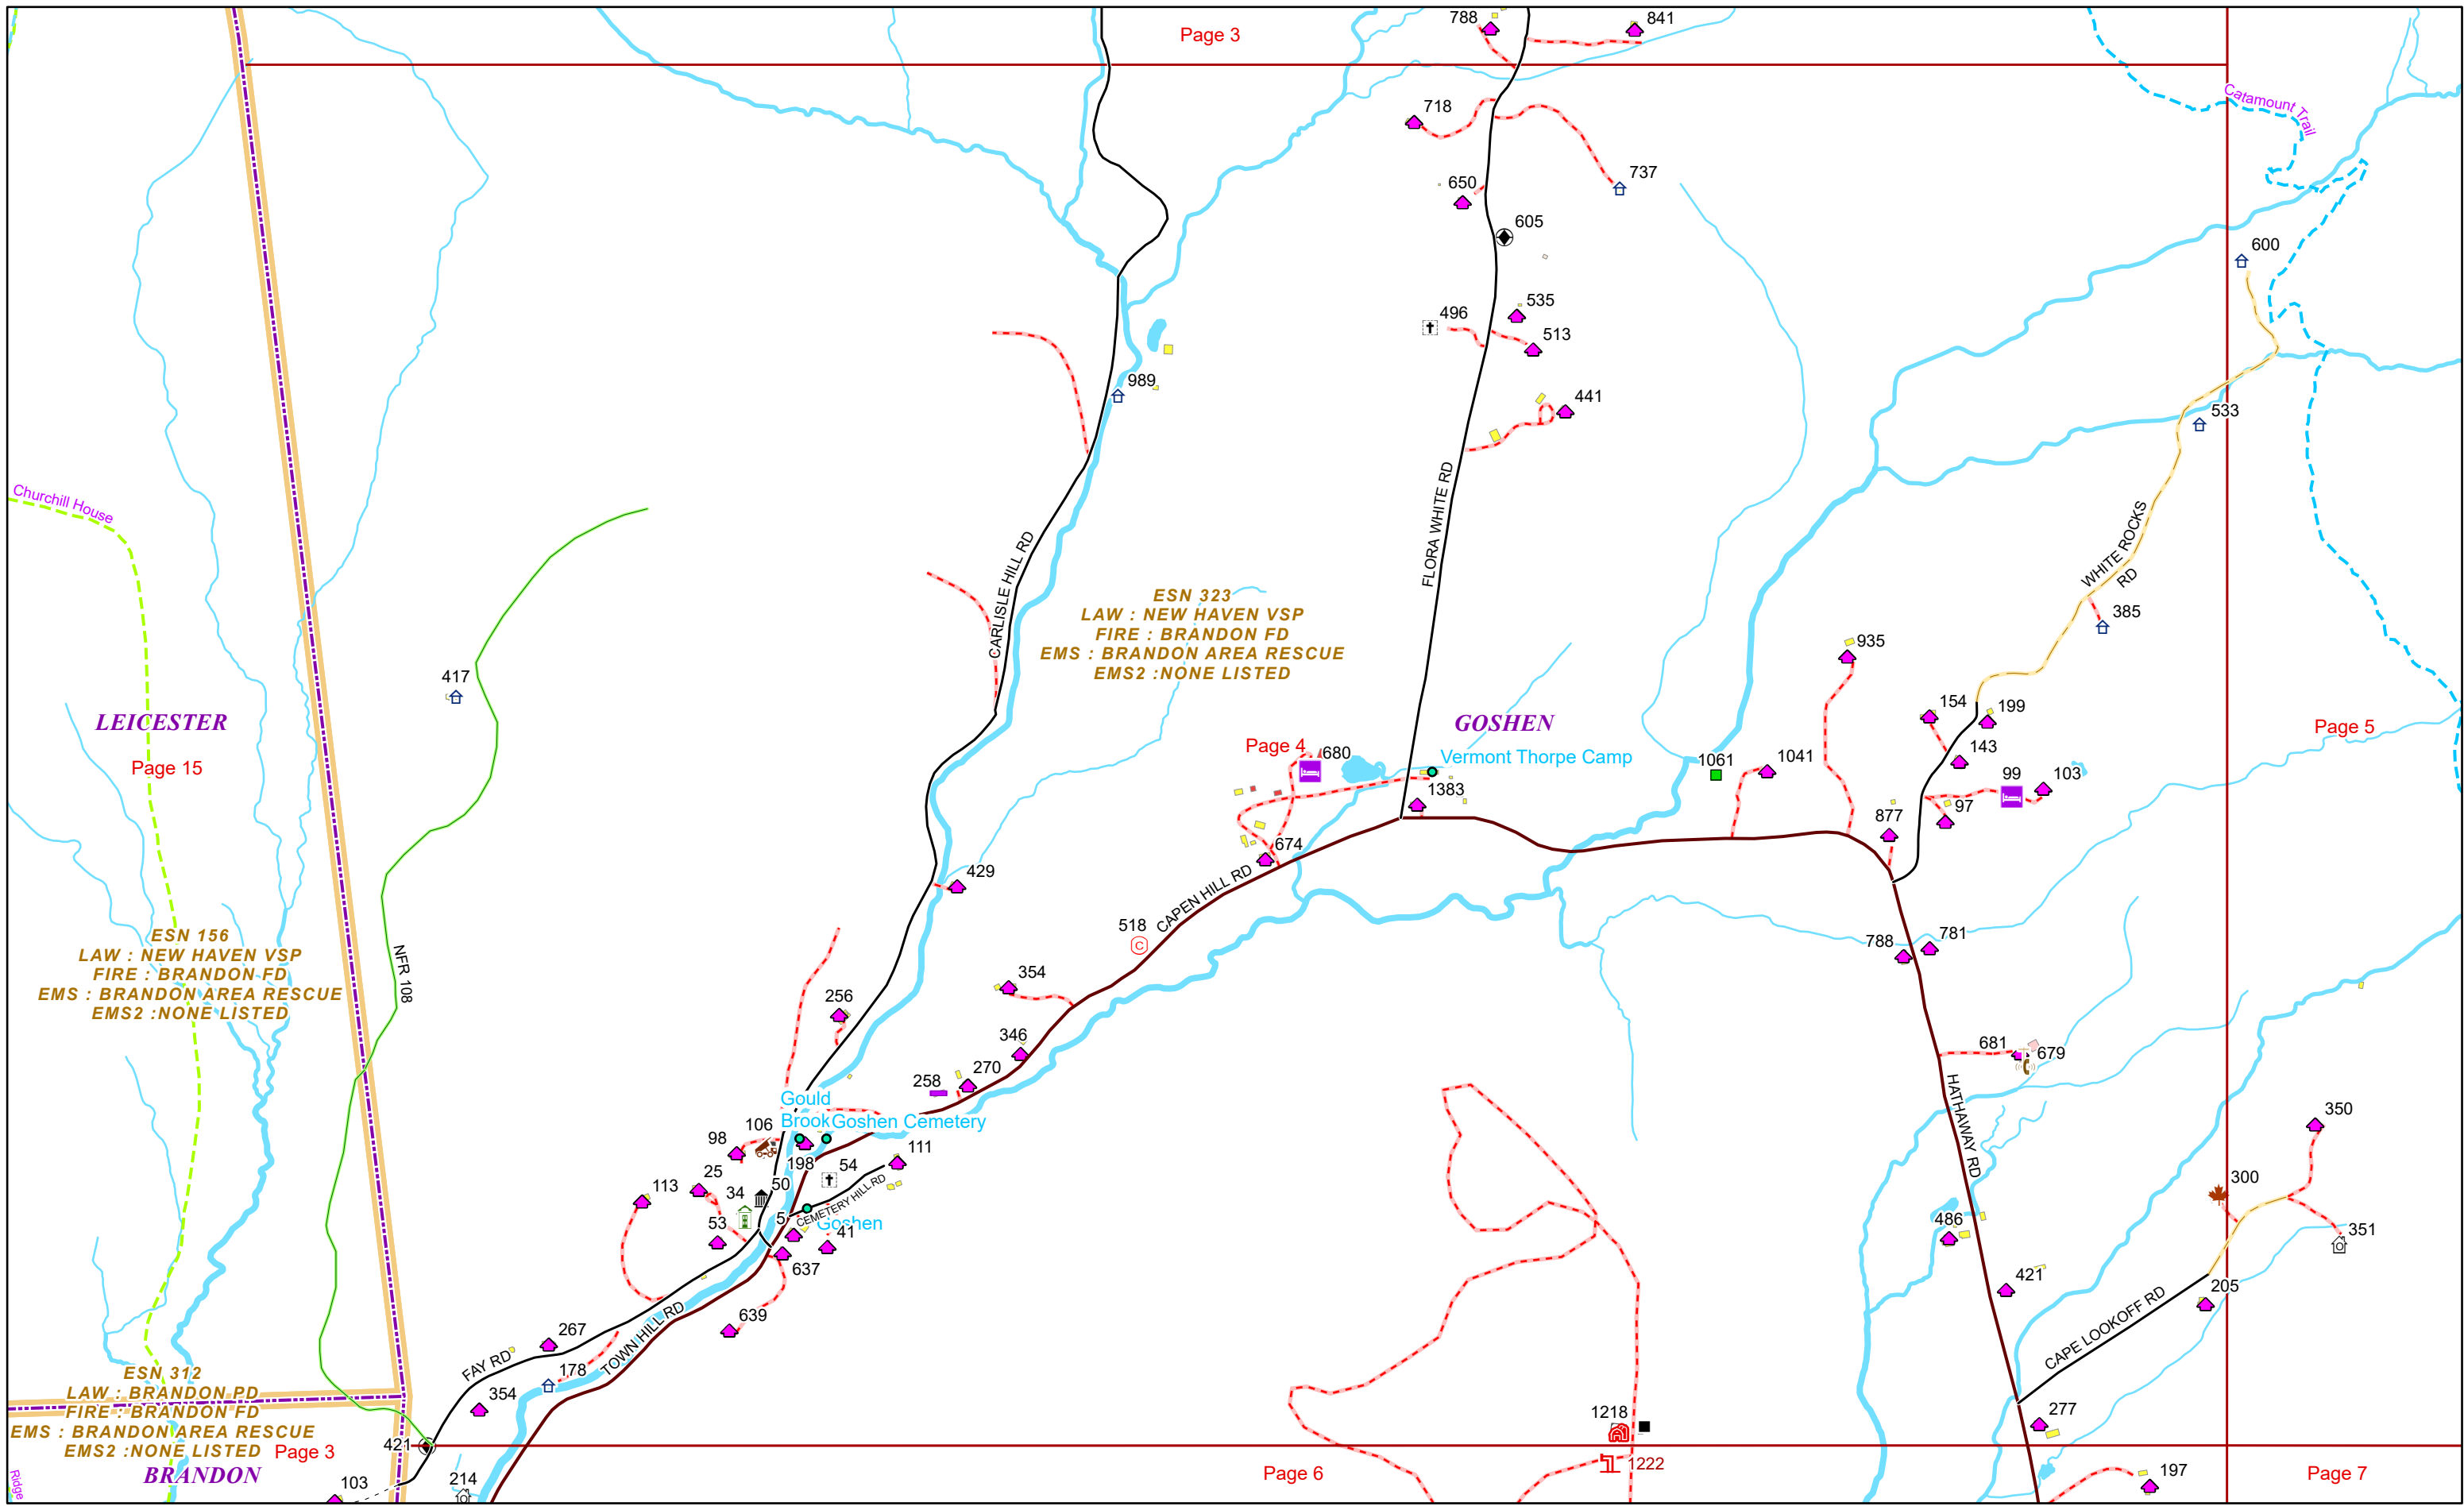 Page 3
788
841
Catamount
Trail
718
737
650
605
600
535
496
513
989
441
533
Churchill House
FLORA WHITE RD
CARLISLE HILL RD
WHITE ROCKS
RD
ESN 323
LAW : NEW HAVEN VSP
FIRE : BRANDON FD
EMS : BRANDON AREA RESCUE
EMS2 :NONE LISTED
385
935
417
154
199
LEICESTER
GOSHEN
Page 5
Page 4
680
143
Vermont Thorpe Camp
Page 15
1061
1041
99
103
1383
97
877
674
429
CAPEN HILL RD
518
788
781
ESN 156
LAW : NEW HAVEN VSP
FIRE : BRANDON FD
EMS : BRANDON AREA RESCUE
EMS2 :NONE LISTED
NFR 108
354
256
346
681
679
270
258
HATHAWAY RD
Gould
Brook
Goshen Cemetery
350
106
98
111
198
54
25
300
113
34
50
CEMETERY HILL RD
53
5
Goshen
41
486
351
637
421
205
639
CAPE LOOKOFF RD
267
TOWN HILL RD
FAY RD
178
354
ESN 312
LAW : BRANDON PD
FIRE : BRANDON FD
EMS : BRANDON AREA RESCUE
EMS2 :NONE LISTED
Page 3
BRANDON
421
277
1218
C
1222
Page 6
Page 7
197
103
214
Ridge